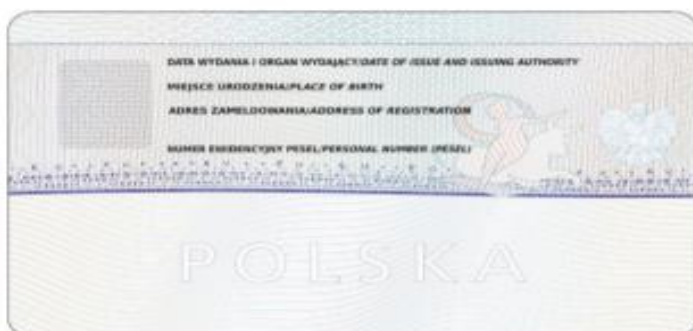 DATA WYDANIA I ORGAN WYDAJĄCY/DATE OF ISSUE AND ISSUING AUTHORITY
MIEJSCE URODZENIA/PLACE OF BIRTH
ADRES ZAMELDOWANIA/ADDRESS OF REGISTRATION
NUMER EWIDENCYJNY PESEL/PERSONAL NUMBER (PESEL)
POLSKA